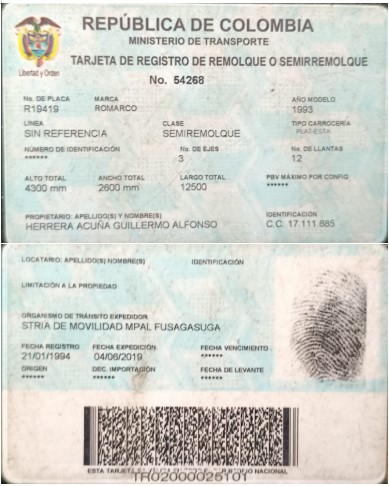 REPÚBLICA DE COLOMBIA
MINISTERIO DE TRANSPORTE
Libertad y Orden
TARJETA DE REGISTRO DE REMOLQUE O SEMIRREMOLQUE
No. 54268
No. DE PLACA MARCA AÑO MODELO
R19419 ROMARCO 1993
LINEA CLASE TIPO CARROCERÍA
SIN REFERENCIA SEMIREMOLQUE PLAT-ESTA
NÚMERO DE IDENTIFICACIÓN No. DE EJES No. DE LLANTAS
****** 3 12
ALTO TOTAL ANCHO TOTAL LARGO TOTAL PBV MÁXIMO POR CONFIG
4300 mm 2600 mm 12500 ******
PROPIETARIO: APELLIDO(S) Y NOMBRE(S) IDENTIFICACIÓN
HERRERA ACUÑA GUILLERMO ALFONSO C.C. 17.111.885
LOCATARIO: APELLIDO(S) NOMBRE(S) IDENTIFICACIÓN
LIMITACIÓN A LA PROPIEDAD
ORGANISMO DE TRÁNSITO EXPEDIDOR
STRIA DE MOVILIDAD MPAL FUSAGASUGA
FECHA REGISTRO FECHA EXPEDICIÓN FECHA VENCIMIENTO
21/01/1994 04/06/2019 ******
ORIGEN DEC. IMPORTACIÓN FECHA DE LEVANTE
****** ****** ******
ESTA TARJETA NACIONAL
TR02000025101